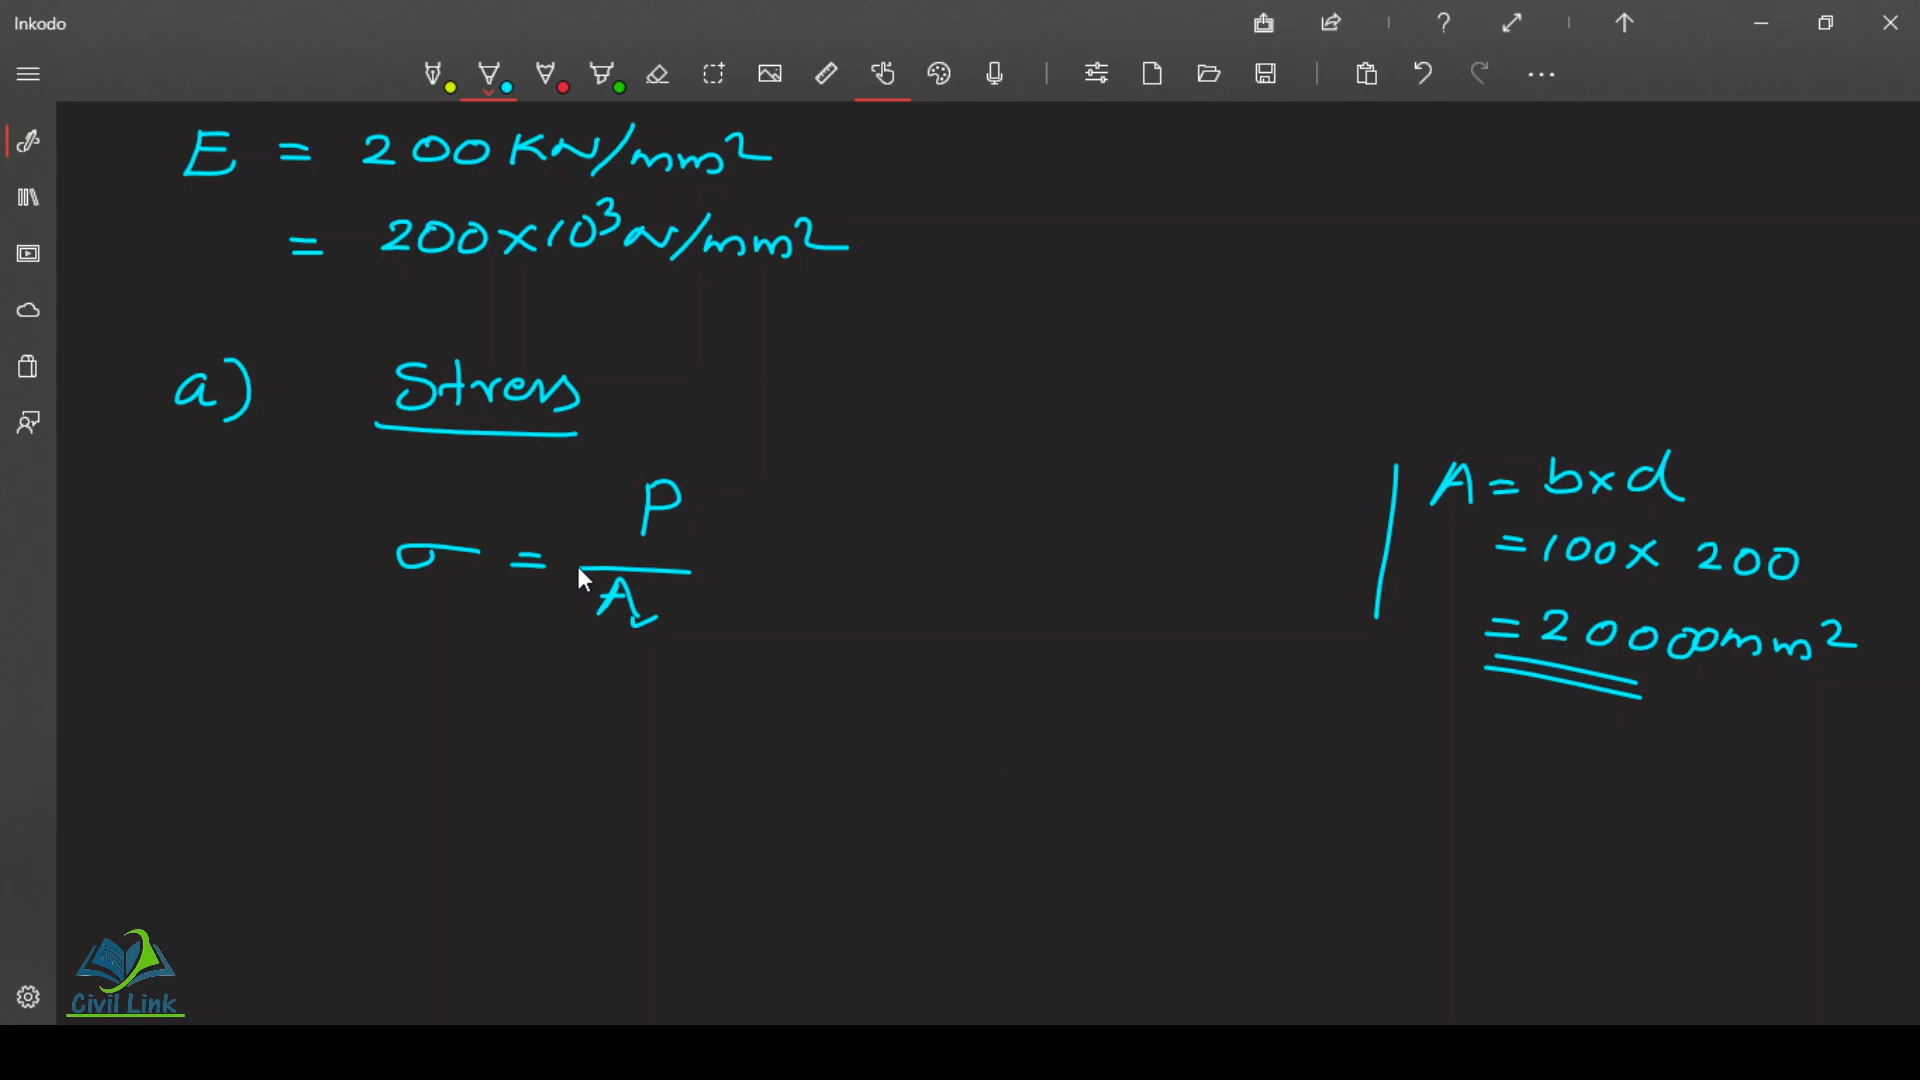 Inkodo
E = 200 KN/mm²
= 200×10³N/mm²
a) Stress
σ = P/A
A = b×d
= 100× 200
= 20000mm²
Civil Link